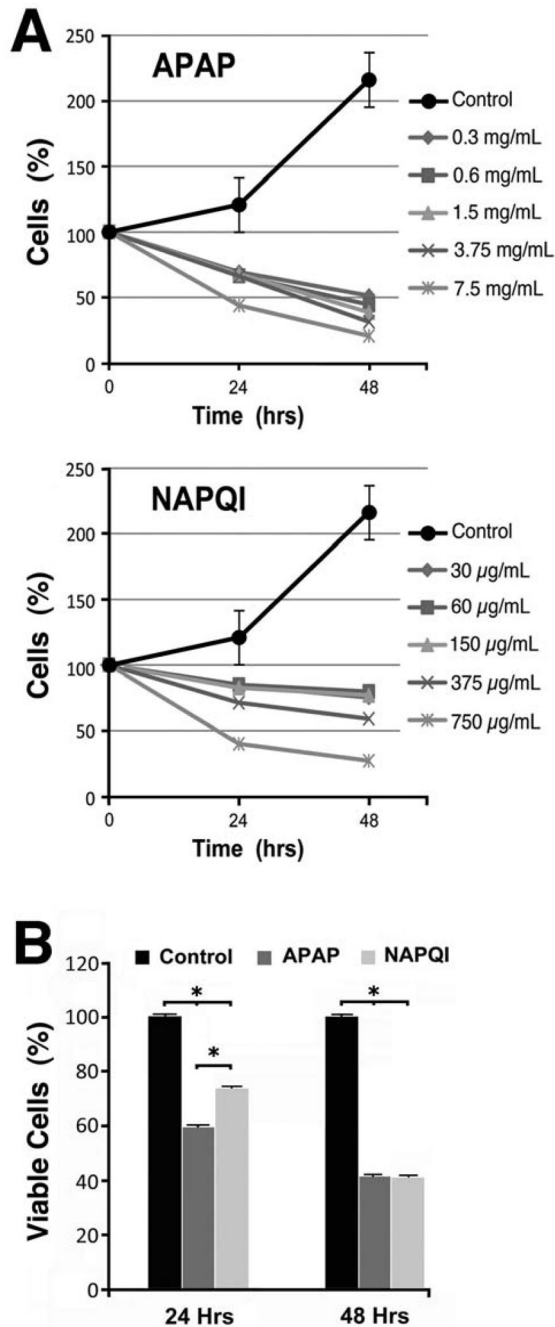 A
APAP
250
200
150
100
50
0
Cells (%)
0 24 48
Time (hrs)
Control
0.3 mg/mL
0.6 mg/mL
1.5 mg/mL
3.75 mg/mL
7.5 mg/mL
NAPQI
250
200
150
100
50
0
Cells (%)
0 24 48
Time (hrs)
Control
30 µg/mL
60 µg/mL
150 µg/mL
375 µg/mL
750 µg/mL
B
Control APAP NAPQI
120
100
80
60
40
20
0
Viable Cells (%)
* *
*
24 Hrs 48 Hrs